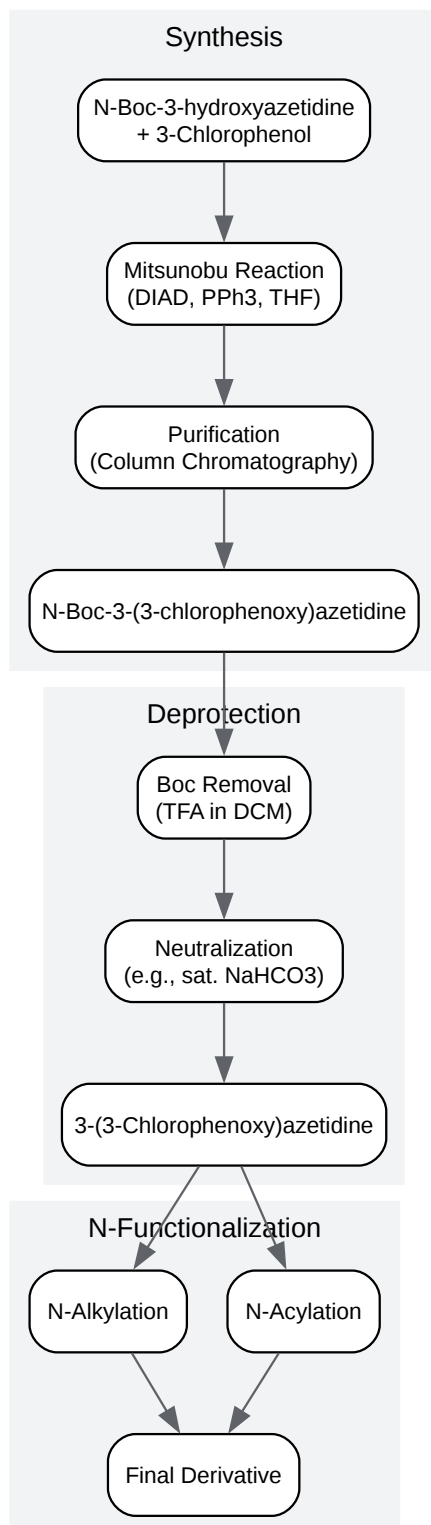 Synthesis
N-Boc-3-hydroxyazetidine
+ 3-Chlorophenol
Mitsunobu Reaction
(DIAD, PPh3, THF)
Purification
(Column Chromatography)
N-Boc-3-(3-chlorophenoxy)azetidine
Deprotection
Boc Removal
(TFA in DCM)
Neutralization
(e.g., sat. NaHCO3)
3-(3-Chlorophenoxy)azetidine
N-Functionalization
N-Alkylation
N-Acylation
Final Derivative